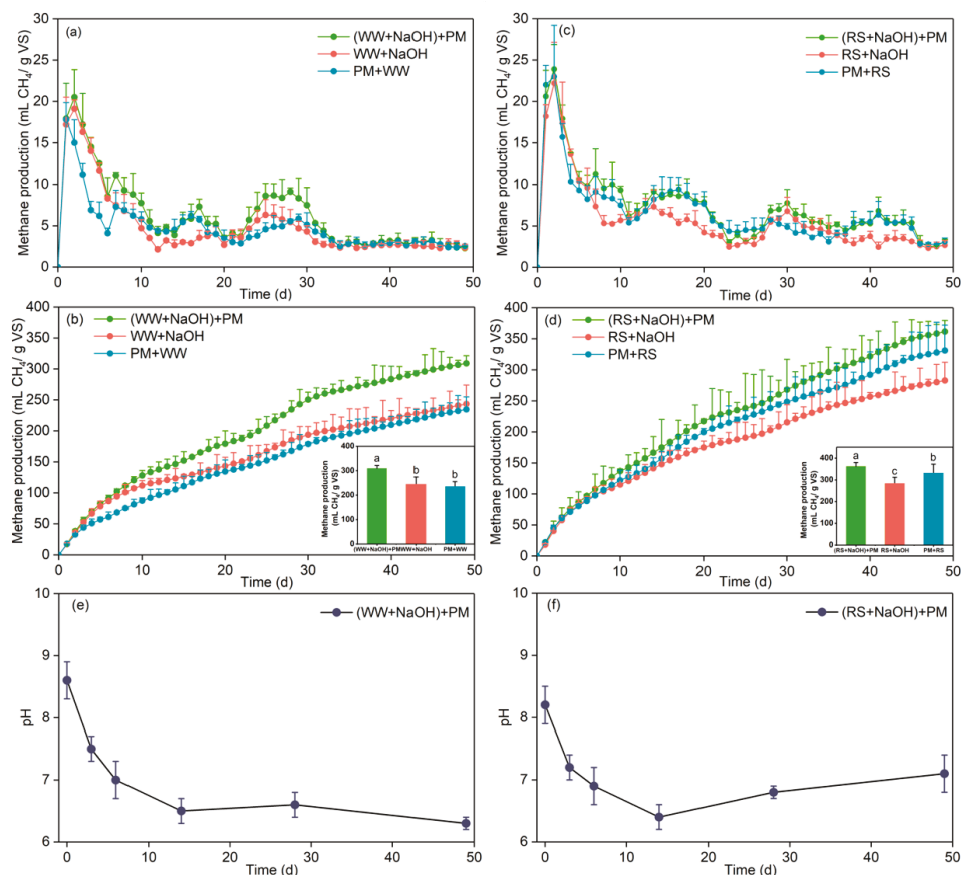 (a)
(WW+NaOH)+PM
WW+NaOH
PM+WW
Methane production (mL CH₄/ g VS)
30
25
20
15
10
5
0
0 10 20 30 40 50
Time (d)
(c)
(RS+NaOH)+PM
RS+NaOH
PM+RS
Methane production (mL CH₄/ g VS)
30
25
20
15
10
5
0
0 10 20 30 40 50
Time (d)
(b)
(WW+NaOH)+PM
WW+NaOH
PM+WW
Methane production (mL CH₄/ g VS)
400
350
300
250
200
150
100
50
0
0 10 20 30 40 50
Time (d)
Methane production
(mL CH₄/ g VS)
400
300
200
100
0
a b b
(WW+NaOH)+PM WW+NaOH PM+WW
(d)
(RS+NaOH)+PM
RS+NaOH
PM+RS
Methane production (mL CH₄/ g VS)
400
350
300
250
200
150
100
50
0
0 10 20 30 40 50
Time (d)
Methane production
(mL CH₄/ g VS)
400
300
200
100
0
a c b
(RS+NaOH)+PM RS+NaOH PM+RS
(e)
(WW+NaOH)+PM
pH
10
9
8
7
6
0 10 20 30 40 50
Time (d)
(f)
(RS+NaOH)+PM
pH
10
9
8
7
6
0 10 20 30 40 50
Time (d)